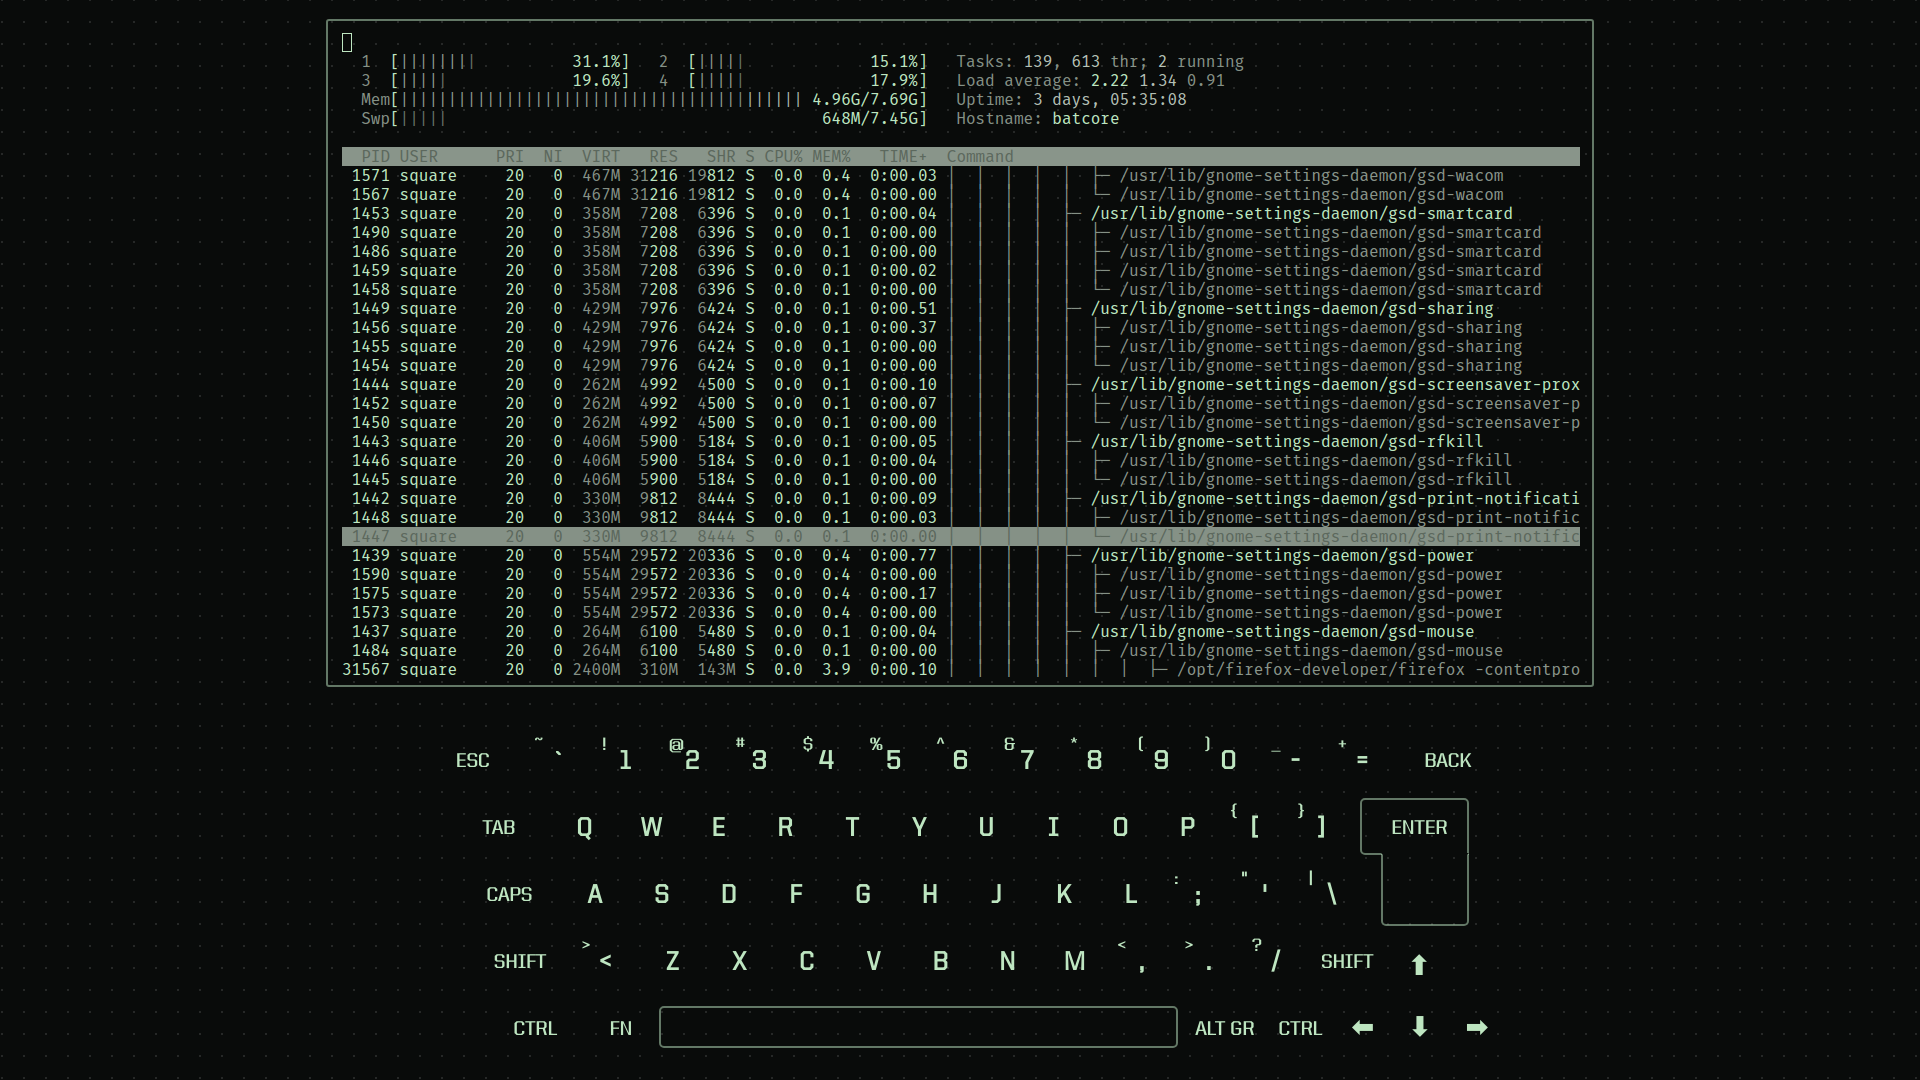 1 [||||||||| 31.1%] 2 [||||| 15.1%] Tasks: 139, 613 thr; 2 running
3 [||||| 19.6%] 4 [||||| 17.9%] Load average: 2.22 1.34 0.91
Mem[|||||||||||||||||||||||||||||||||||||||||| 4.96G/7.69G] Uptime: 3 days, 05:35:08
Swp[||||| 648M/7.45G] Hostname: batcore
PID USER PRI NI VIRT RES SHR S CPU% MEM% TIME+ Command
1571 square 20 0 467M 31216 19812 S 0.0 0.4 0:00.03 │ │ │ │ │ ├─ /usr/lib/gnome-settings-daemon/gsd-wacom
1567 square 20 0 467M 31216 19812 S 0.0 0.4 0:00.00 │ │ │ │ │ └─ /usr/lib/gnome-settings-daemon/gsd-wacom
1453 square 20 0 358M 7208 6396 S 0.0 0.1 0:00.04 │ │ │ │ ├─ /usr/lib/gnome-settings-daemon/gsd-smartcard
1490 square 20 0 358M 7208 6396 S 0.0 0.1 0:00.00 │ │ │ │ │ ├─ /usr/lib/gnome-settings-daemon/gsd-smartcard
1486 square 20 0 358M 7208 6396 S 0.0 0.1 0:00.00 │ │ │ │ │ ├─ /usr/lib/gnome-settings-daemon/gsd-smartcard
1459 square 20 0 358M 7208 6396 S 0.0 0.1 0:00.02 │ │ │ │ │ ├─ /usr/lib/gnome-settings-daemon/gsd-smartcard
1458 square 20 0 358M 7208 6396 S 0.0 0.1 0:00.00 │ │ │ │ │ └─ /usr/lib/gnome-settings-daemon/gsd-smartcard
1449 square 20 0 429M 7976 6424 S 0.0 0.1 0:00.51 │ │ │ │ ├─ /usr/lib/gnome-settings-daemon/gsd-sharing
1456 square 20 0 429M 7976 6424 S 0.0 0.1 0:00.37 │ │ │ │ │ ├─ /usr/lib/gnome-settings-daemon/gsd-sharing
1455 square 20 0 429M 7976 6424 S 0.0 0.1 0:00.00 │ │ │ │ │ ├─ /usr/lib/gnome-settings-daemon/gsd-sharing
1454 square 20 0 429M 7976 6424 S 0.0 0.1 0:00.00 │ │ │ │ │ └─ /usr/lib/gnome-settings-daemon/gsd-sharing
1444 square 20 0 262M 4992 4500 S 0.0 0.1 0:00.10 │ │ │ │ ├─ /usr/lib/gnome-settings-daemon/gsd-screensaver-prox
1452 square 20 0 262M 4992 4500 S 0.0 0.1 0:00.07 │ │ │ │ │ ├─ /usr/lib/gnome-settings-daemon/gsd-screensaver-p
1450 square 20 0 262M 4992 4500 S 0.0 0.1 0:00.00 │ │ │ │ │ └─ /usr/lib/gnome-settings-daemon/gsd-screensaver-p
1443 square 20 0 406M 5900 5184 S 0.0 0.1 0:00.05 │ │ │ │ ├─ /usr/lib/gnome-settings-daemon/gsd-rfkill
1446 square 20 0 406M 5900 5184 S 0.0 0.1 0:00.04 │ │ │ │ │ ├─ /usr/lib/gnome-settings-daemon/gsd-rfkill
1445 square 20 0 406M 5900 5184 S 0.0 0.1 0:00.00 │ │ │ │ │ └─ /usr/lib/gnome-settings-daemon/gsd-rfkill
1442 square 20 0 330M 9812 8444 S 0.0 0.1 0:00.09 │ │ │ │ ├─ /usr/lib/gnome-settings-daemon/gsd-print-notificati
1448 square 20 0 330M 9812 8444 S 0.0 0.1 0:00.03 │ │ │ │ │ ├─ /usr/lib/gnome-settings-daemon/gsd-print-notific
1447 square 20 0 330M 9812 8444 S 0.0 0.1 0:00.00 │ │ │ │ │ └─ /usr/lib/gnome-settings-daemon/gsd-print-notific
1439 square 20 0 554M 29572 20336 S 0.0 0.4 0:00.77 │ │ │ │ ├─ /usr/lib/gnome-settings-daemon/gsd-power
1590 square 20 0 554M 29572 20336 S 0.0 0.4 0:00.00 │ │ │ │ │ ├─ /usr/lib/gnome-settings-daemon/gsd-power
1575 square 20 0 554M 29572 20336 S 0.0 0.4 0:00.17 │ │ │ │ │ ├─ /usr/lib/gnome-settings-daemon/gsd-power
1573 square 20 0 554M 29572 20336 S 0.0 0.4 0:00.00 │ │ │ │ │ └─ /usr/lib/gnome-settings-daemon/gsd-power
1437 square 20 0 264M 6100 5480 S 0.0 0.1 0:00.04 │ │ │ │ ├─ /usr/lib/gnome-settings-daemon/gsd-mouse
1484 square 20 0 264M 6100 5480 S 0.0 0.1 0:00.00 │ │ │ │ │ ├─ /usr/lib/gnome-settings-daemon/gsd-mouse
31567 square 20 0 2400M 310M 143M S 0.0 3.9 0:00.10 │ │ │ │ │ │ │ ├─ /opt/firefox-developer/firefox -contentpro
ESC ~ ` ! 1 @ 2 # 3 $ 4 % 5 ^ 6 & 7 * 8 ( 9 ) 0 _ - + = BACK
TAB Q W E R T Y U I O P { [ } ] ENTER
CAPS A S D F G H J K L : ; " ' | \
SHIFT > < Z X C V B N M < , > . ? / SHIFT ⬆
CTRL FN ALT GR CTRL ⬅ ⬇ ➡